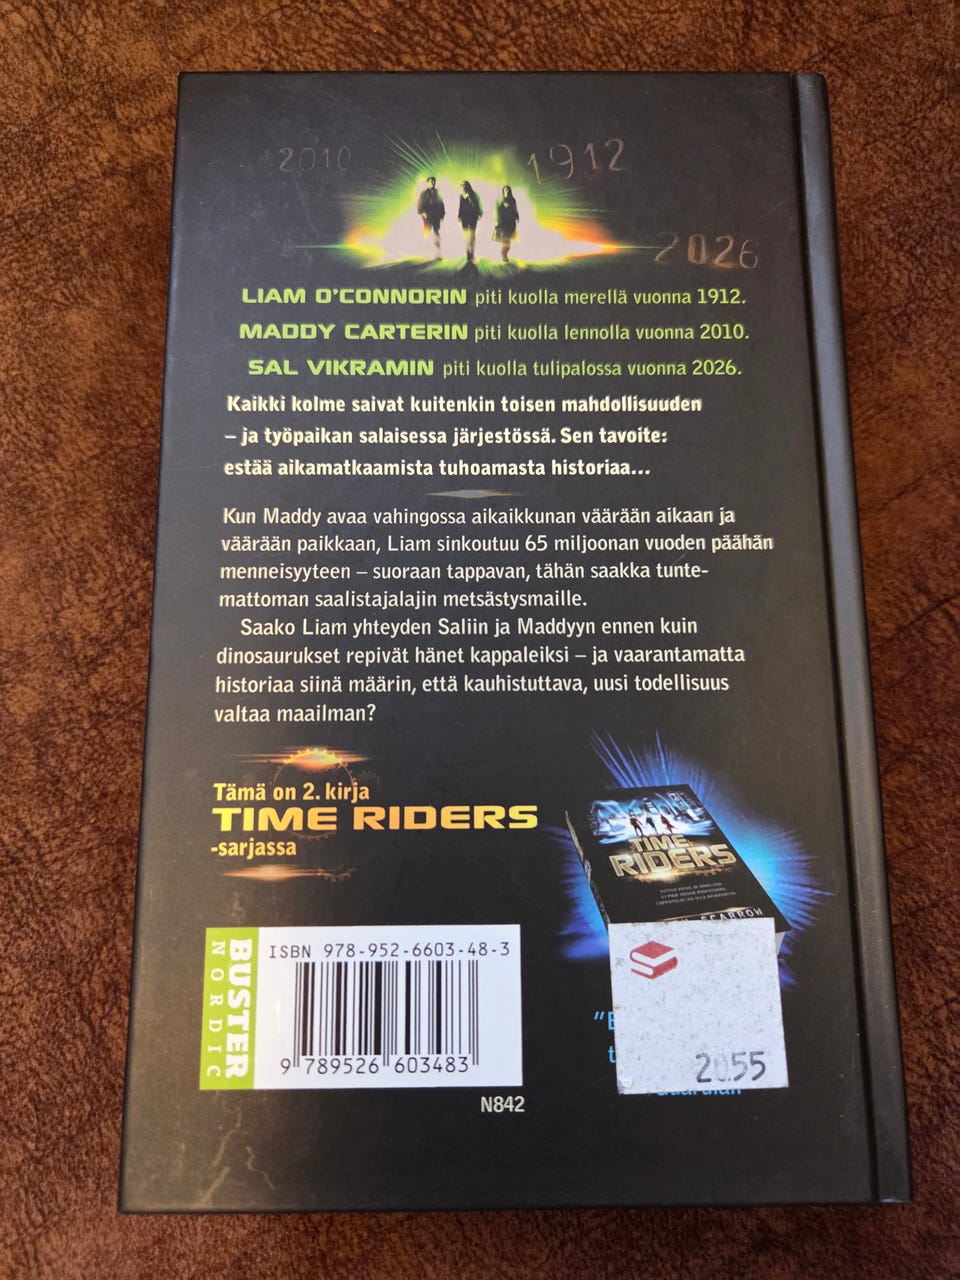 2010
1912
2026
LIAM O'CONNORIN piti kuolla merellä vuonna 1912.
MADDY CARTERIN piti kuolla lennolla vuonna 2010.
SAL VIKRAMIN piti kuolla tulipalossa vuonna 2026.
Kaikki kolme saivat kuitenkin toisen mahdollisuuden
– ja työpaikan salaisessa järjestössä. Sen tavoite:
estää aikamatkaamista tuhoamasta historiaa...
Kun Maddy avaa vahingossa aikaikkunan väärään aikaan ja
väärään paikkaan, Liam sinkoutuu 65 miljoonan vuoden päähän
menneisyyteen – suoraan tappavan, tähän saakka tunte-
mattoman saalistajalajin metsästysmaille.
Saako Liam yhteyden Saliin ja Maddyyn ennen kuin
dinosaurukset repivät hänet kappaleiksi – ja vaarantamatta
historiaa siinä määrin, että kauhistuttava, uusi todellisuus
valtaa maailman?
Tämä on 2. kirja
TIME RIDERS
-sarjassa
TIME
RIDERS
SCARROW
BUSTER
NORDIC
ISBN 978-952-6603-48-3
9 789526 603483
N842
2055